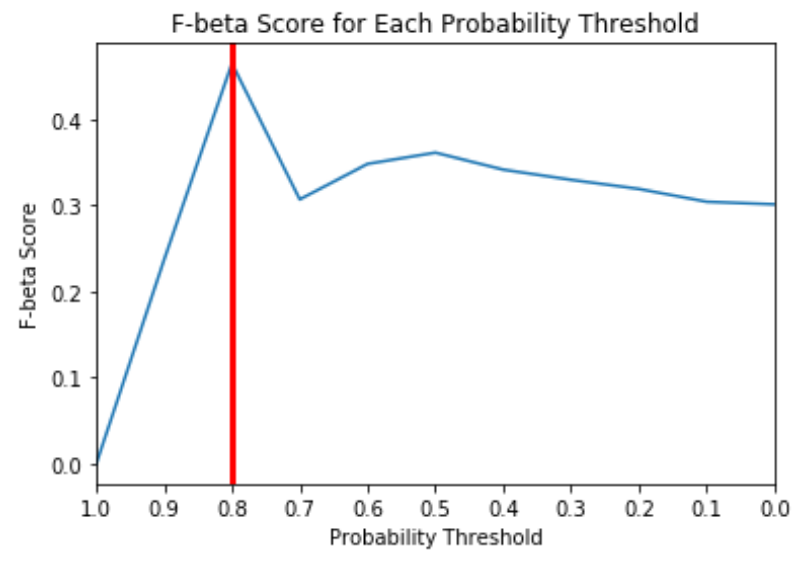 F-beta Score for Each Probability Threshold
F-beta Score
0.4
0.3
0.2
0.1
0.0
1.0 0.9 0.8 0.7 0.6 0.5 0.4 0.3 0.2 0.1 0.0
Probability Threshold